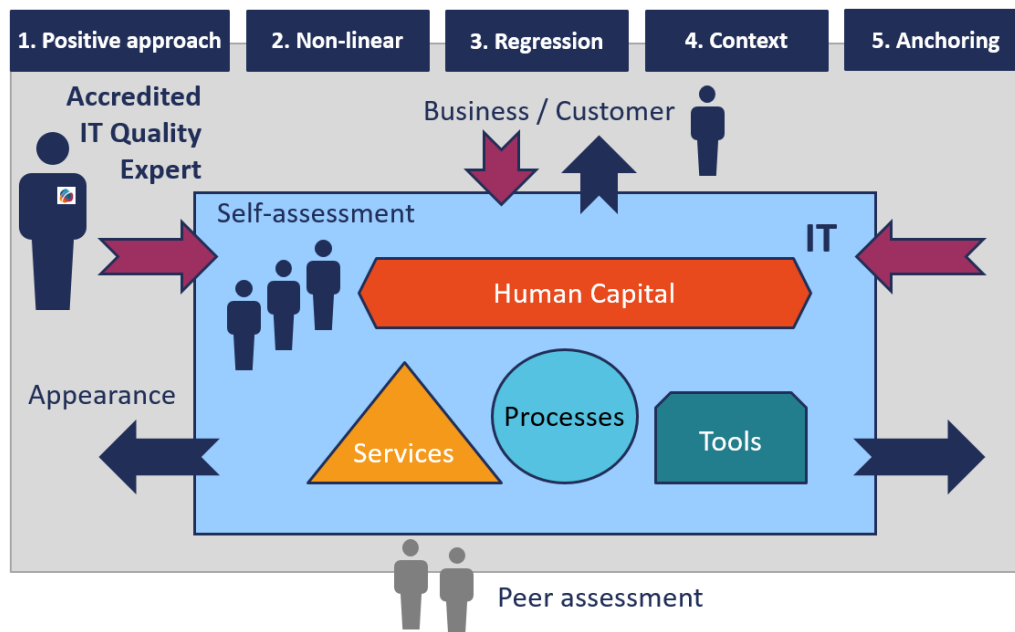 1. Positive approach
2. Non-linear
3. Regression
4. Context
5. Anchoring
Accredited
IT Quality
Expert
Business / Customer
Self-assessment
IT
Human Capital
Appearance
Services
Processes
Tools
Peer assessment